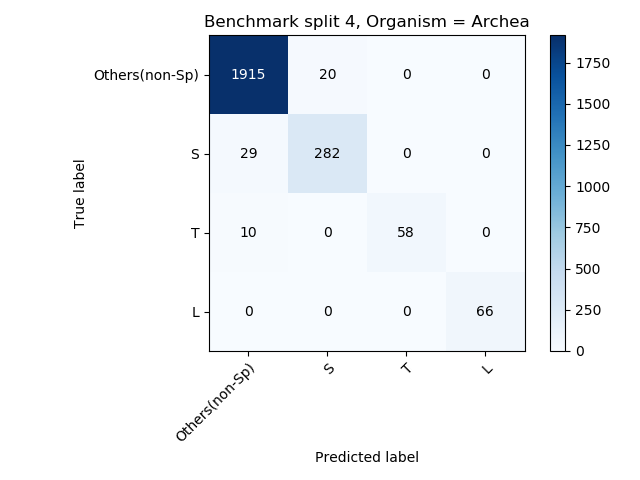 Benchmark split 4, Organism = Archea
Others(non-Sp) 1915 20 0 0
S 29 282 0 0
T 10 0 58 0
L 0 0 0 66
Others(non-Sp) S T L
True label
Predicted label
1750
1500
1250
1000
750
500
250
0